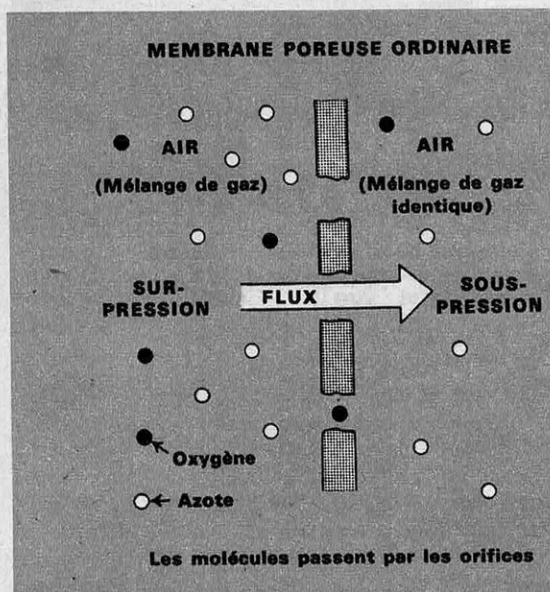 MEMBRANE POREUSE ORDINAIRE
AIR
(Mélange de gaz)
AIR
(Mélange de gaz
identique)
SUR-
PRESSION
FLUX
SOUS-
PRESSION
Oxygène
Azote
Les molécules passent par les orifices